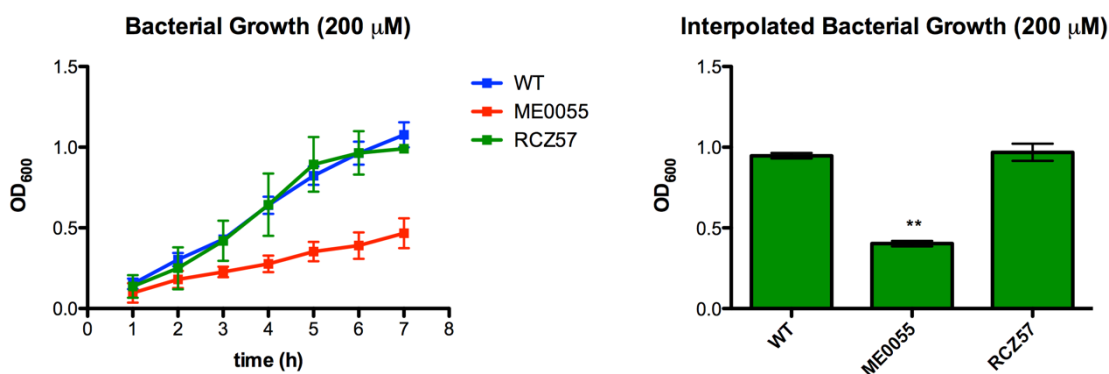 Bacterial Growth (200 μM)
OD600
1.5
1.0
0.5
0.0
0 1 2 3 4 5 6 7 8
time (h)
WT
ME0055
RCZ57
Interpolated Bacterial Growth (200 μM)
OD600
1.5
1.0
0.5
0.0
**
WT
ME0055
RCZ57